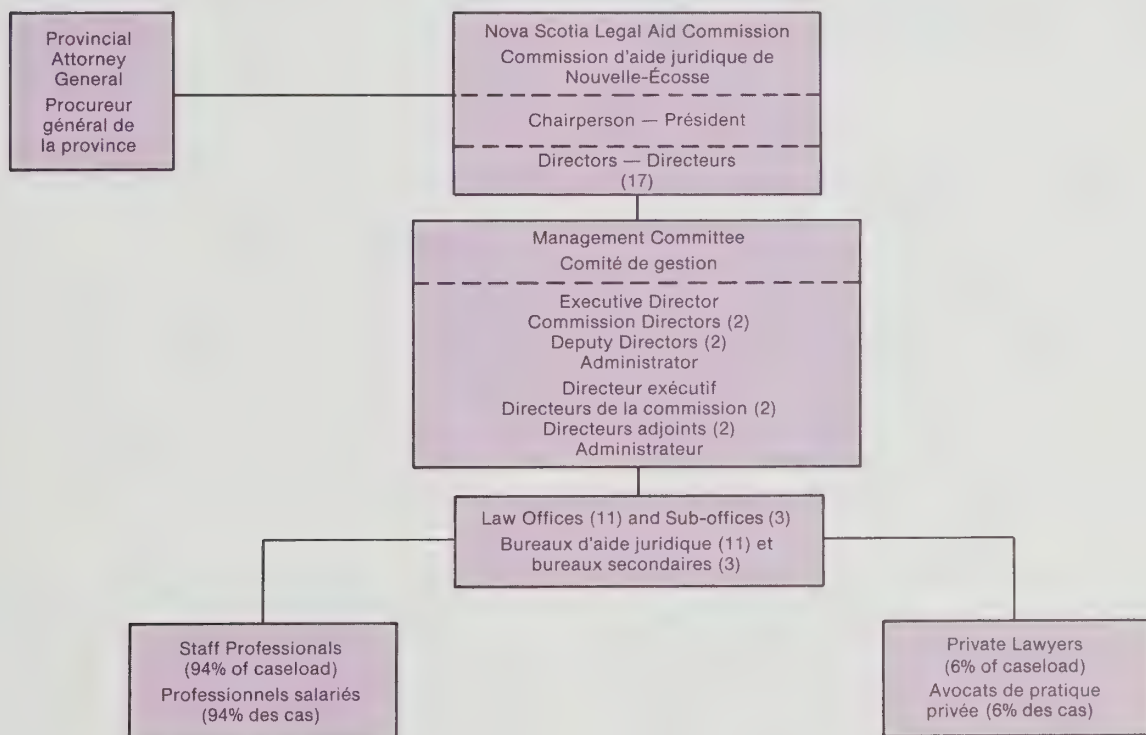 Provincial
Attorney
General
Procureur
général de
la province
Nova Scotia Legal Aid Commission
Commission d'aide juridique de
Nouvelle-Écosse
Chairperson — Président
Directors — Directeurs
(17)
Management Committee
Comité de gestion
Executive Director
Commission Directors (2)
Deputy Directors (2)
Administrator
Directeur exécutif
Directeurs de la commission (2)
Directeurs adjoints (2)
Administrateur
Law Offices (11) and Sub-offices (3)
Bureaux d'aide juridique (11) et
bureaux secondaires (3)
Staff Professionals
(94% of caseload)
Professionnels salariés
(94% des cas)
Private Lawyers
(6% of caseload)
Avocats de pratique
privée (6% des cas)